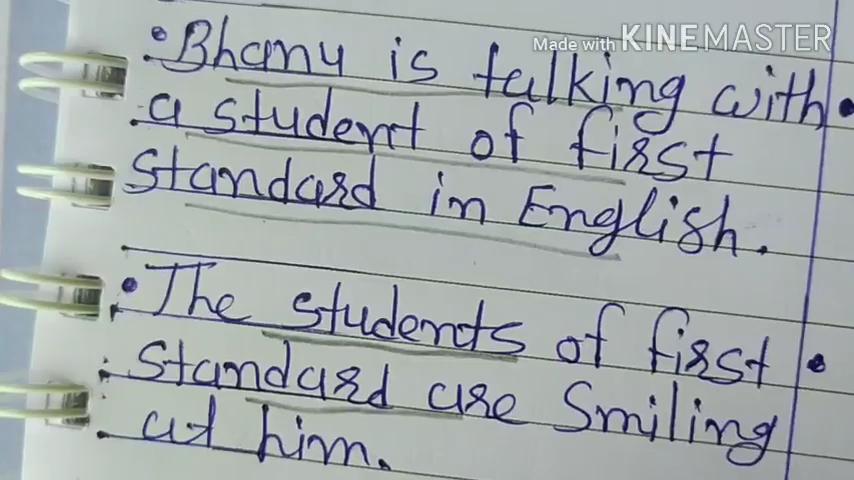 Made with KINEMASTER
Bhanu is talking with
a student of first
standard in English.
The students of first
standard are smiling
at him.